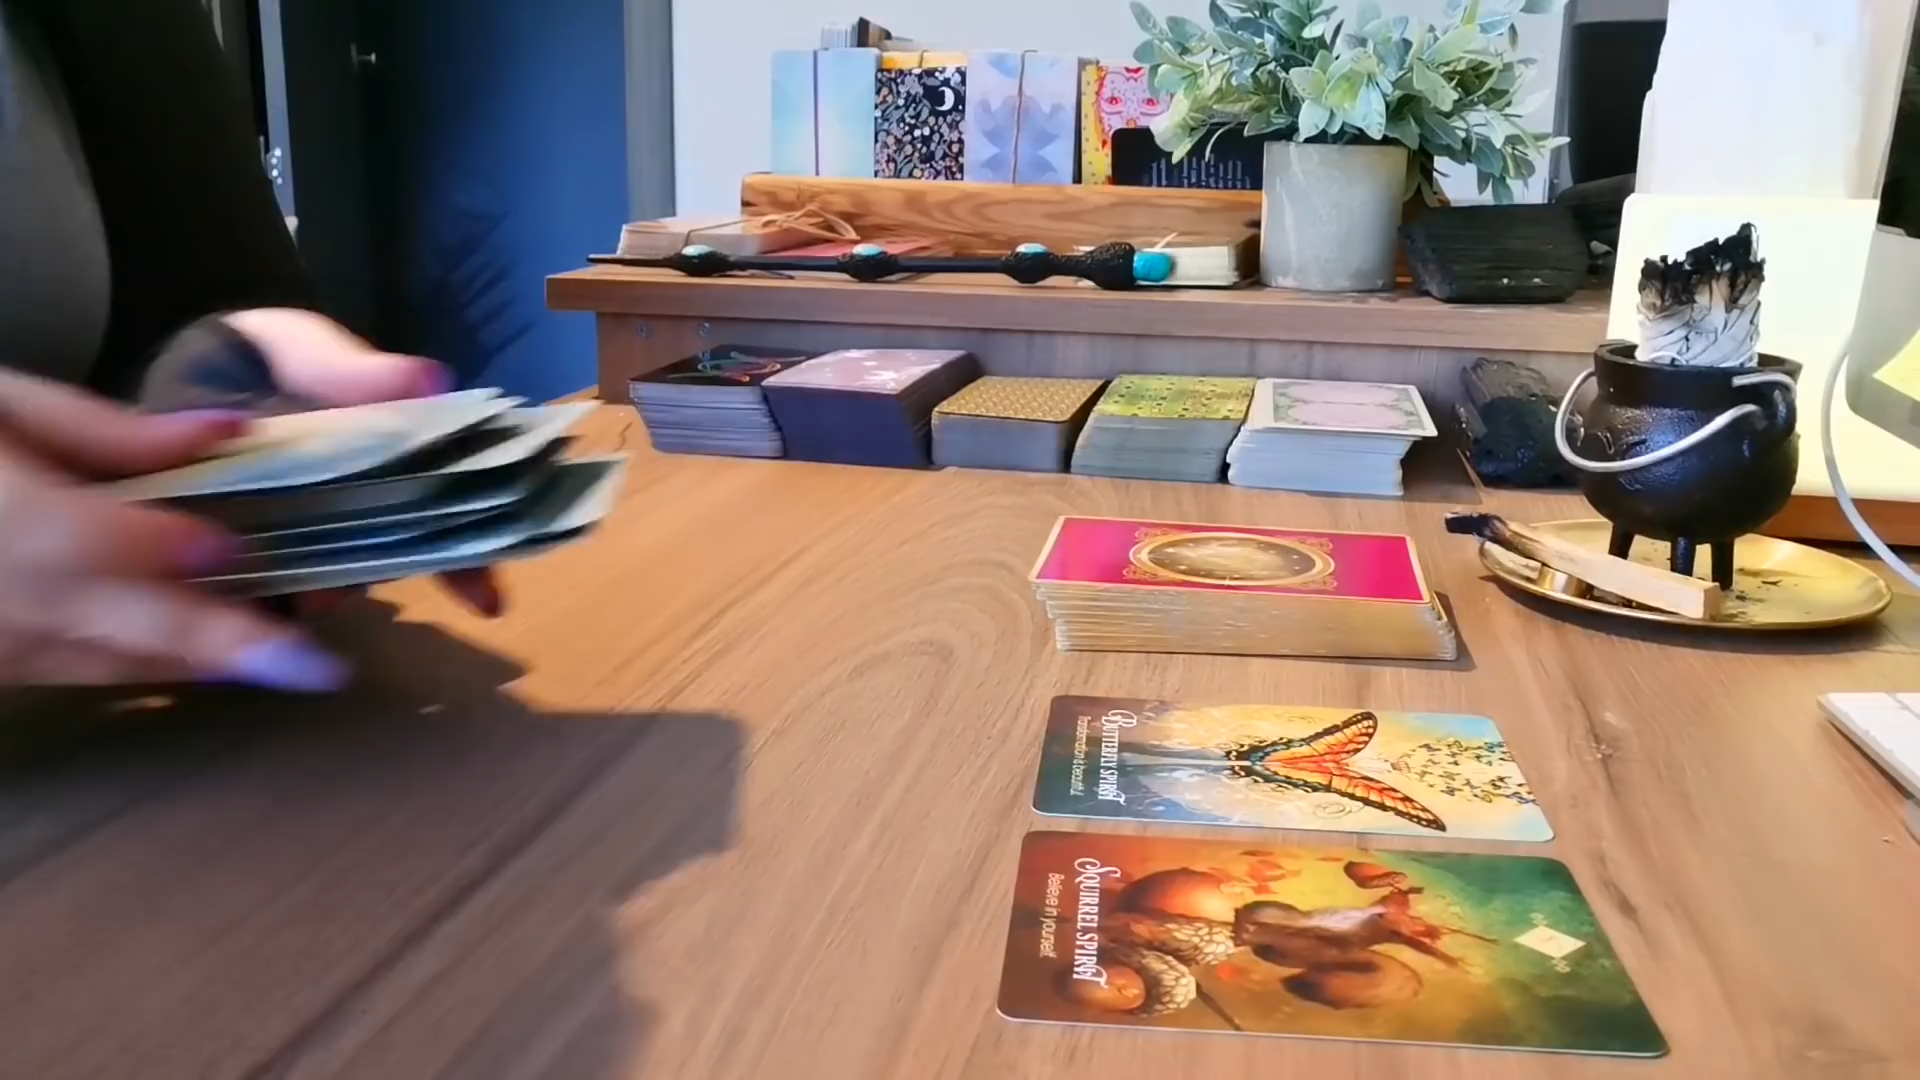 BUTTERFLY SPIRIT
Transformation is beautiful.
SQUIRREL SPIRIT
Believe in yourself.